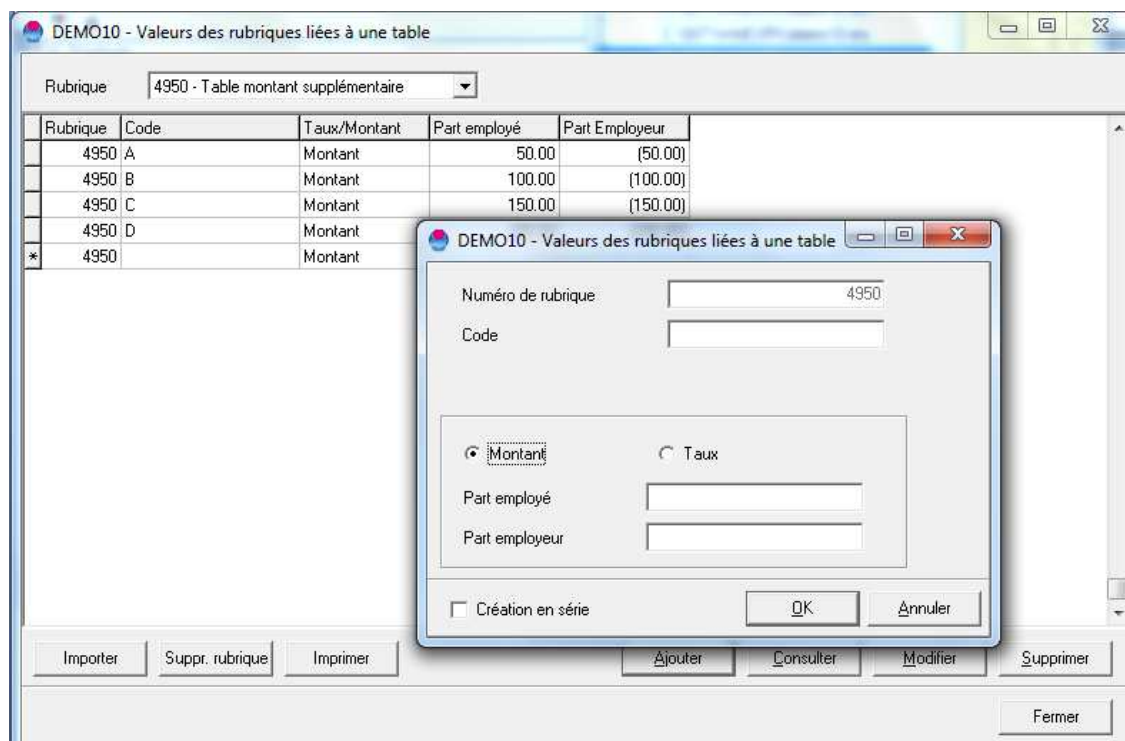 DEMO10 - Valeurs des rubriques liées à une table
Rubrique 4950 - Table montant supplémentaire
Rubrique Code Taux/Montant Part employé Part Employeur
4950 A Montant 50.00 (50.00)
4950 B Montant 100.00 (100.00)
4950 C Montant 150.00 (150.00)
4950 D Montant
* 4950 Montant
DEMO10 - Valeurs des rubriques liées à une table
Numéro de rubrique 4950
Code
Montant Taux
Part employé
Part employeur
Création en série OK Annuler
Importer Suppr. rubrique Imprimer Ajouter Consulter Modifier Supprimer
Fermer